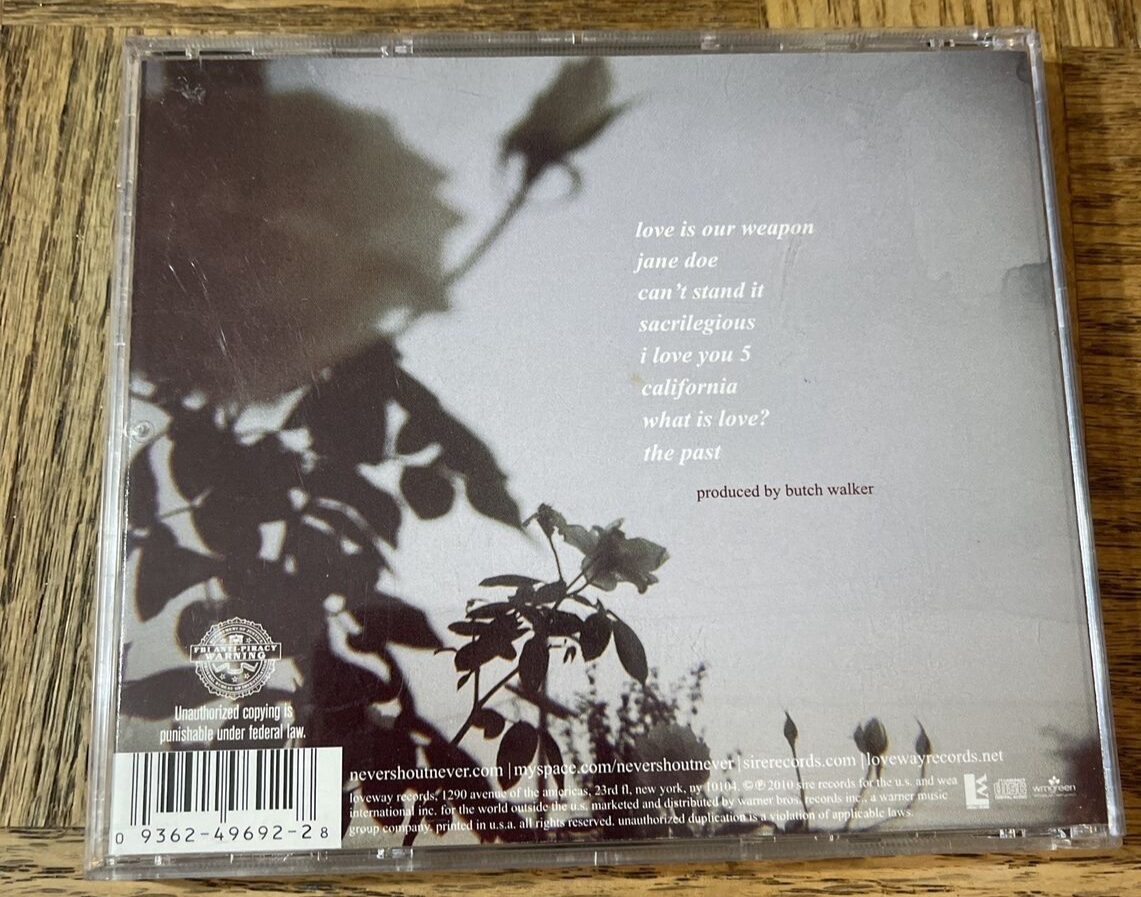 love is our weapon
jane doe
can't stand it
sacrilegious
i love you 5
california
what is love?
the past
produced by butch walker
FBI ANTI-PIRACY
WARNING
Unauthorized copying is
punishable under federal law.
nevershoutnever.com | myspace.com/nevershoutnever | sirerecords.com | lovewayrecords.net
loveway records, 1290 avenue of the americas, 23rd fl, new york, ny 10104. ©℗ 2010 sire records for the u.s. and wea
international inc. for the world outside the u.s. marketed and distributed by warner bros. records inc., a warner music
group company. printed in u.s.a. all rights reserved. unauthorized duplication is a violation of applicable laws.
0 9362-49692-2 8